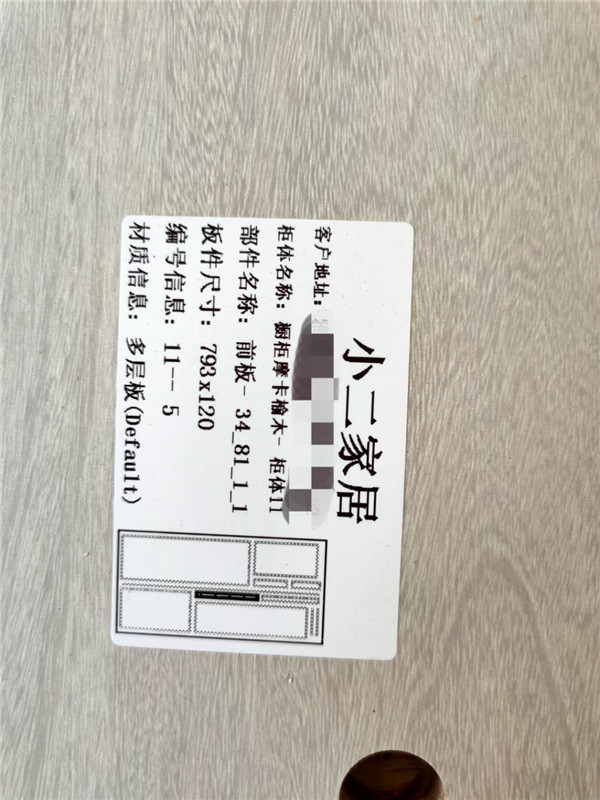 小二家居
客户地址:
柜体名称: 橱柜摩卡榆木- 柜体11
部件名称: 前板- 34_81_1_1
板件尺寸: 793x120
编号信息: 11-- 5
材质信息: 多层板(Default)